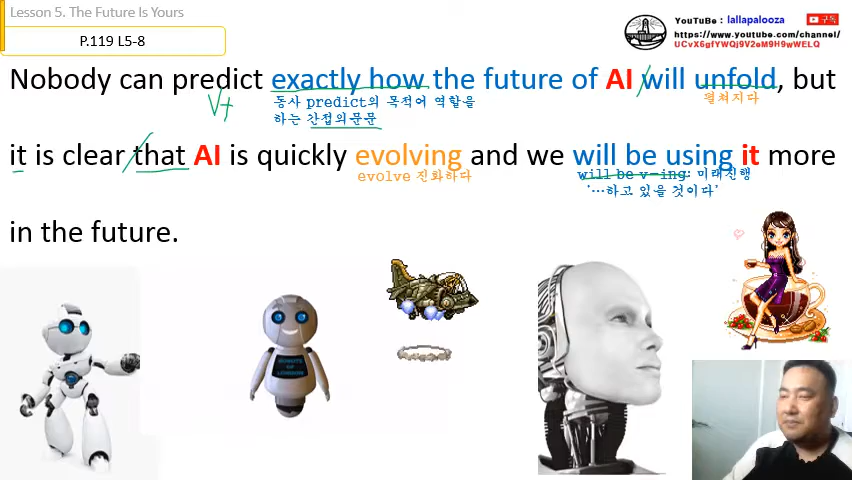 Lesson 5. The Future Is Yours
P.119 L5-8
YouTuBe : lallapalooza
구독
https://www.youtube.com/channel/
UCvX6gfYWQj9V2eM9H9wWELQ
Nobody can predict exactly how the future of AI will unfold, but
Vt
동사 predict의 목적어 역할을
하는 간접의문문
펼쳐지다
it is clear that AI is quickly evolving and we will be using it more
evolve 진화하다
will be v-ing: 미래진행
'…하고 있을 것이다'
in the future.